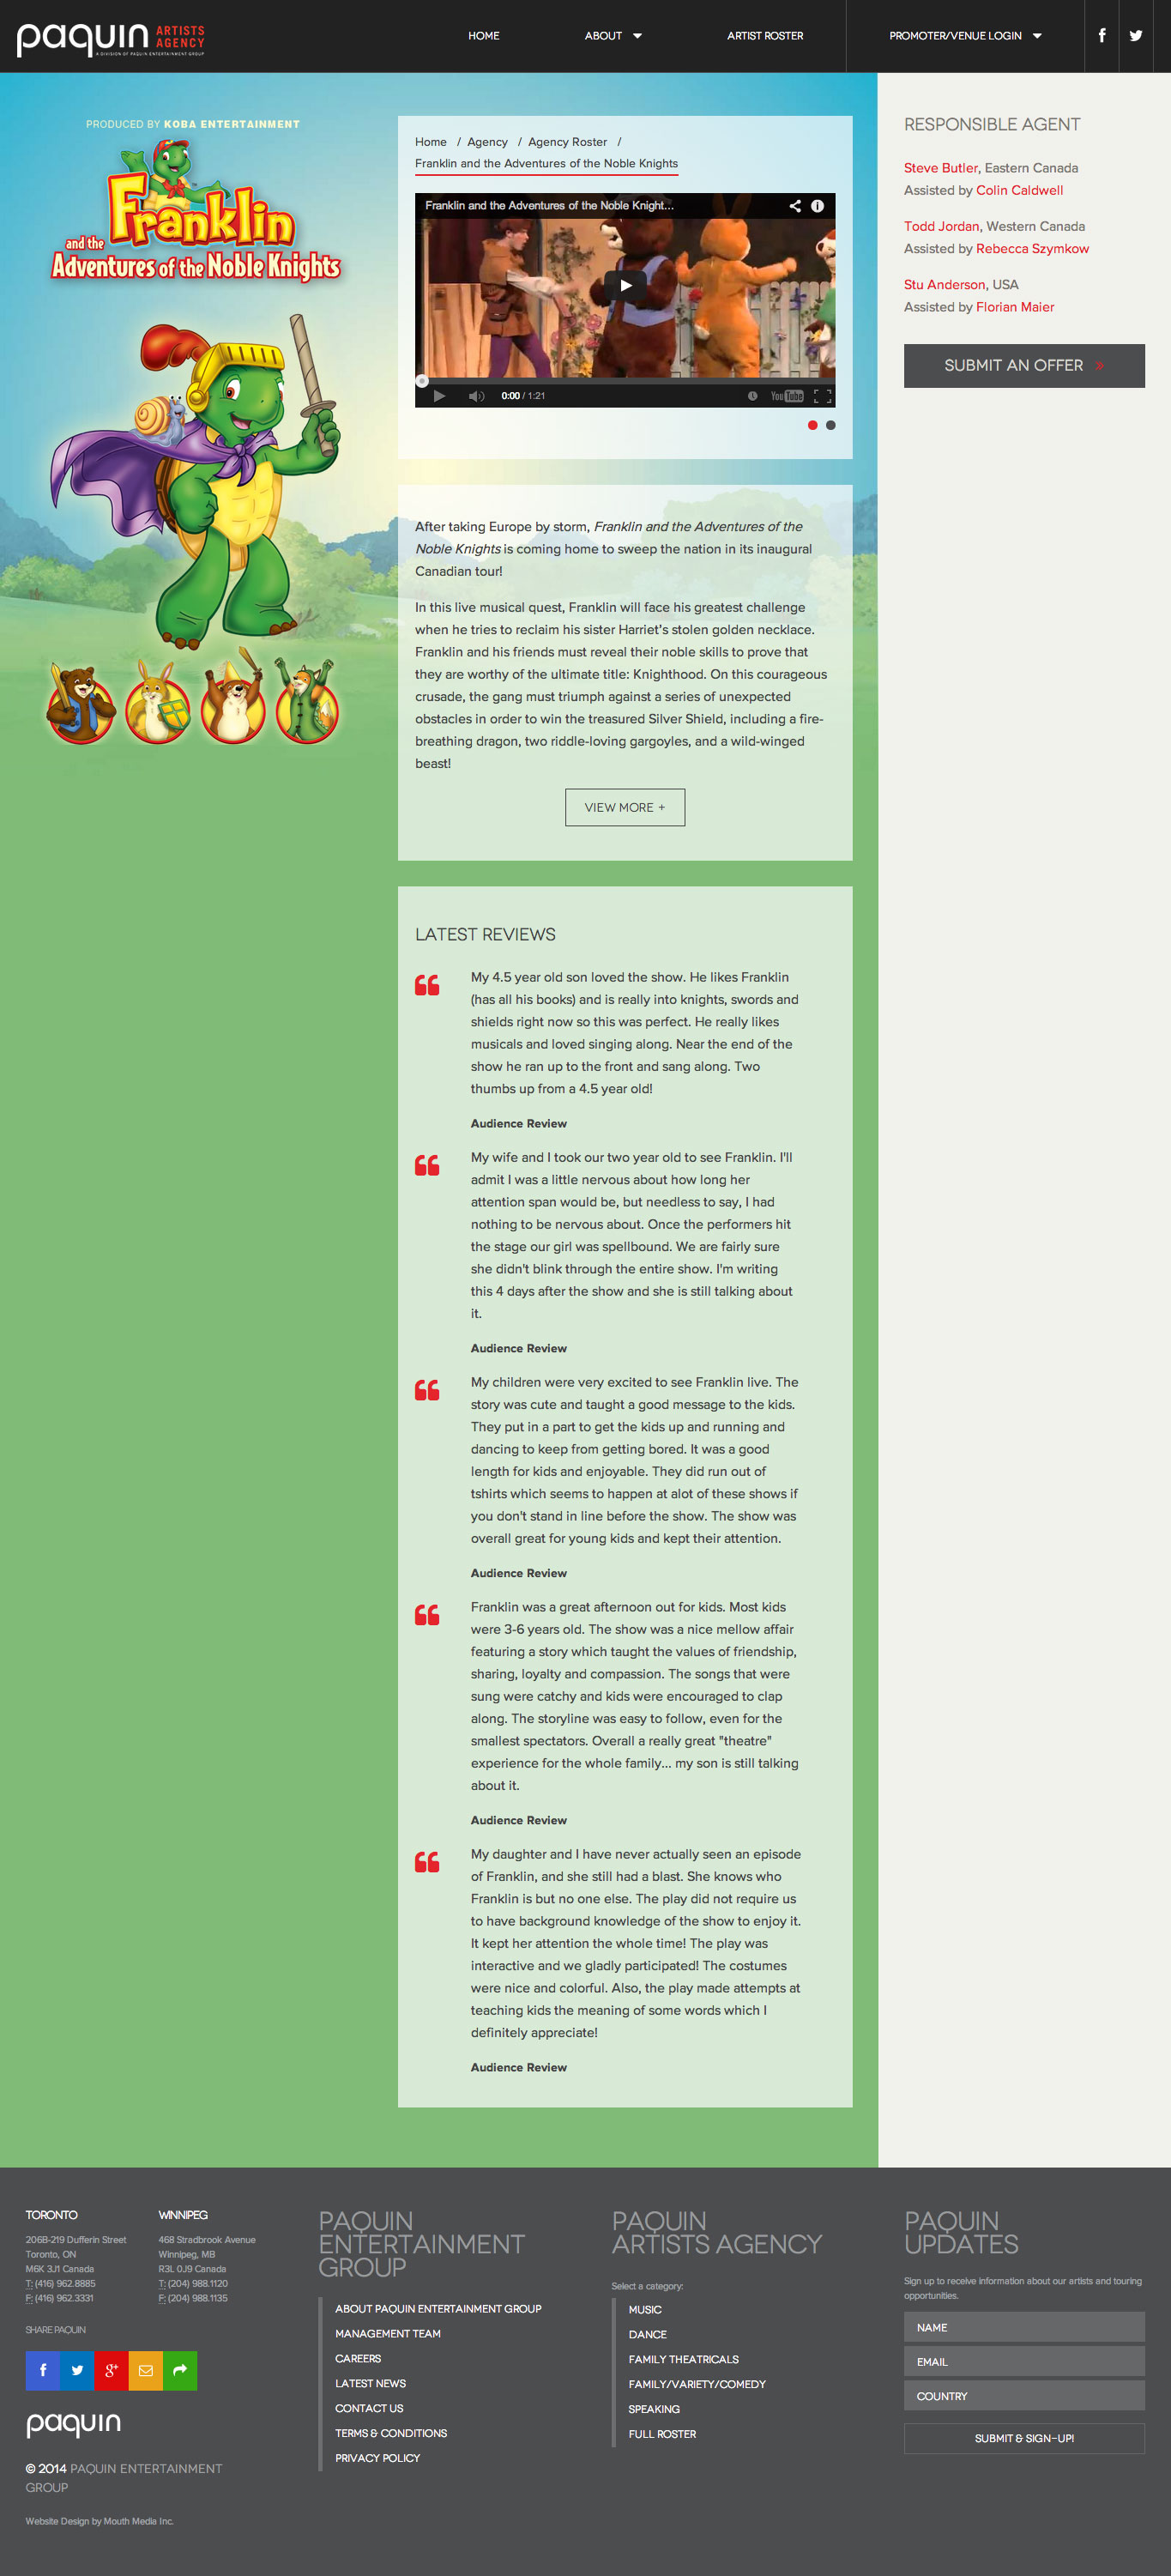 paquin ARTISTS AGENCY
A DIVISION OF PAQUIN ENTERTAINMENT GROUP
HOME
ABOUT
ARTIST ROSTER
PROMOTER/VENUE LOGIN
PRODUCED BY KOBA ENTERTAINMENT
Franklin
and the
Adventures of the Noble Knights
Home / Agency / Agency Roster /
Franklin and the Adventures of the Noble Knights
Franklin and the Adventures of the Noble Knight...
0:00 / 1:21
YouTube
After taking Europe by storm, Franklin and the Adventures of the
Noble Knights is coming home to sweep the nation in its inaugural
Canadian tour!
In this live musical quest, Franklin will face his greatest challenge
when he tries to reclaim his sister Harriet's stolen golden necklace.
Franklin and his friends must reveal their noble skills to prove that
they are worthy of the ultimate title: Knighthood. On this courageous
crusade, the gang must triumph against a series of unexpected
obstacles in order to win the treasured Silver Shield, including a fire-
breathing dragon, two riddle-loving gargoyles, and a wild-winged
beast!
VIEW MORE +
LATEST REVIEWS
My 4.5 year old son loved the show. He likes Franklin
(has all his books) and is really into knights, swords and
shields right now so this was perfect. He really likes
musicals and loved singing along. Near the end of the
show he ran up to the front and sang along. Two
thumbs up from a 4.5 year old!
Audience Review
My wife and I took our two year old to see Franklin. I'll
admit I was a little nervous about how long her
attention span would be, but needless to say, I had
nothing to be nervous about. Once the performers hit
the stage our girl was spellbound. We are fairly sure
she didn't blink through the entire show. I'm writing
this 4 days after the show and she is still talking about
it.
Audience Review
My children were very excited to see Franklin live. The
story was cute and taught a good message to the kids.
They put in a part to get the kids up and running and
dancing to keep from getting bored. It was a good
length for kids and enjoyable. They did run out of
tshirts which seems to happen at alot of these shows if
you don't stand in line before the show. The show was
overall great for young kids and kept their attention.
Audience Review
Franklin was a great afternoon out for kids. Most kids
were 3-6 years old. The show was a nice mellow affair
featuring a story which taught the values of friendship,
sharing, loyalty and compassion. The songs that were
sung were catchy and kids were encouraged to clap
along. The storyline was easy to follow, even for the
smallest spectators. Overall a really great "theatre"
experience for the whole family... my son is still talking
about it.
Audience Review
My daughter and I have never actually seen an episode
of Franklin, and she still had a blast. She knows who
Franklin is but no one else. The play did not require us
to have background knowledge of the show to enjoy it.
It kept her attention the whole time! The play was
interactive and we gladly participated! The costumes
were nice and colorful. Also, the play made attempts at
teaching kids the meaning of some words which I
definitely appreciate!
Audience Review
RESPONSIBLE AGENT
Steve Butler, Eastern Canada
Assisted by Colin Caldwell
Todd Jordan, Western Canada
Assisted by Rebecca Szymkow
Stu Anderson, USA
Assisted by Florian Maier
SUBMIT AN OFFER »
TORONTO
206B-219 Dufferin Street
Toronto, ON
M6K 3J1 Canada
T: (416) 962.8885
F: (416) 962.3331
WINNIPEG
468 Stradbrook Avenue
Winnipeg, MB
R3L 0J9 Canada
T: (204) 988.1120
F: (204) 988.1135
SHARE PAQUIN
paquin
© 2014 PAQUIN ENTERTAINMENT
GROUP
Website Design by Mouth Media Inc.
PAQUIN
ENTERTAINMENT
GROUP
ABOUT PAQUIN ENTERTAINMENT GROUP
MANAGEMENT TEAM
CAREERS
LATEST NEWS
CONTACT US
TERMS & CONDITIONS
PRIVACY POLICY
PAQUIN
ARTISTS AGENCY
Select a category:
MUSIC
DANCE
FAMILY THEATRICALS
FAMILY/VARIETY/COMEDY
SPEAKING
FULL ROSTER
PAQUIN
UPDATES
Sign up to receive information about our artists and touring
opportunities.
NAME
EMAIL
COUNTRY
SUBMIT & SIGN-UP!